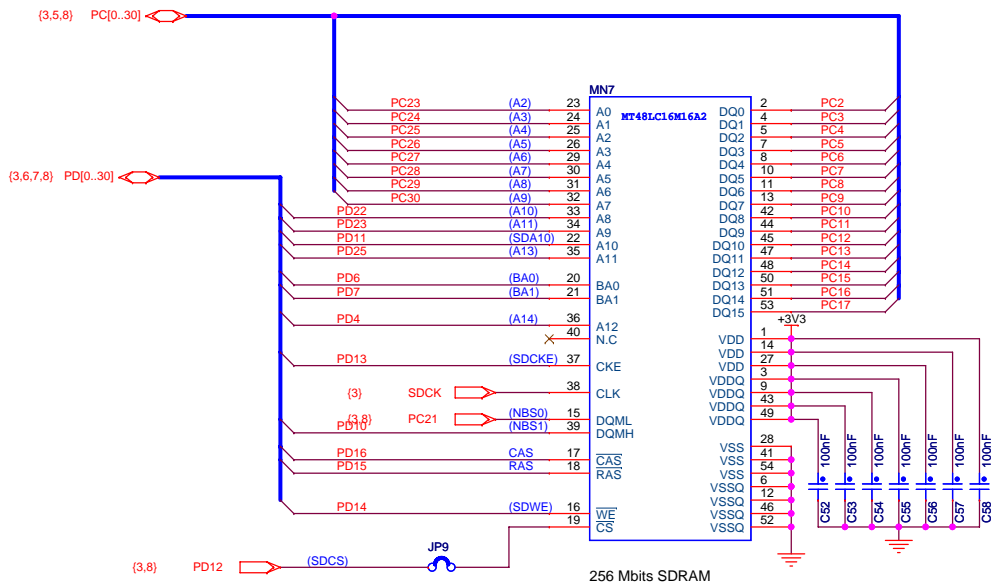 {3,5,8} PC[0..30]
MN7
MT48LC16M16A2
PC23 (A2) 23 A0 DQ0 2 PC2
PC24 (A3) 24 A1 DQ1 4 PC3
PC25 (A4) 25 A2 DQ2 5 PC4
PC26 (A5) 26 A3 DQ3 7 PC5
PC27 (A6) 29 A4 DQ4 8 PC6
PC28 (A7) 30 A5 DQ5 10 PC7
PC29 (A8) 31 A6 DQ6 11 PC8
{3,6,7,8} PD[0..30]
PC30 (A9) 32 A7 DQ7 13 PC9
PD22 (A10) 33 A8 DQ8 42 PC10
PD23 (A11) 34 A9 DQ9 44 PC11
PD11 (SDA10) 22 A10 DQ10 45 PC12
PD25 (A13) 35 A11 DQ11 47 PC13
DQ12 48 PC14
PD6 (BA0) 20 BA0 DQ13 50 PC15
PD7 (BA1) 21 BA1 DQ14 51 PC16
DQ15 53 PC17
+3V3
PD4 (A14) 36 A12
40 N.C VDD 1
VDD 14
PD13 (SDCKE) 37 CKE VDD 27
VDDQ 3
{3} SDCK 38 CLK VDDQ 9
VDDQ 43
{3,8} PC21 (NBS0) 15 DQML VDDQ 49
PD10 (NBS1) 39 DQMH
VSS 28
PD16 CAS 17 CAS VSS 41
PD15 RAS 18 RAS VSS 54
VSSQ 6
VSSQ 12
PD14 (SDWE) 16 WE VSSQ 46
19 CS VSSQ 52
100nF 100nF 100nF 100nF 100nF 100nF 100nF
C52 C53 C54 C55 C56 C57 C58
JP9
{3,8} PD12 (SDCS)
256 Mbits SDRAM